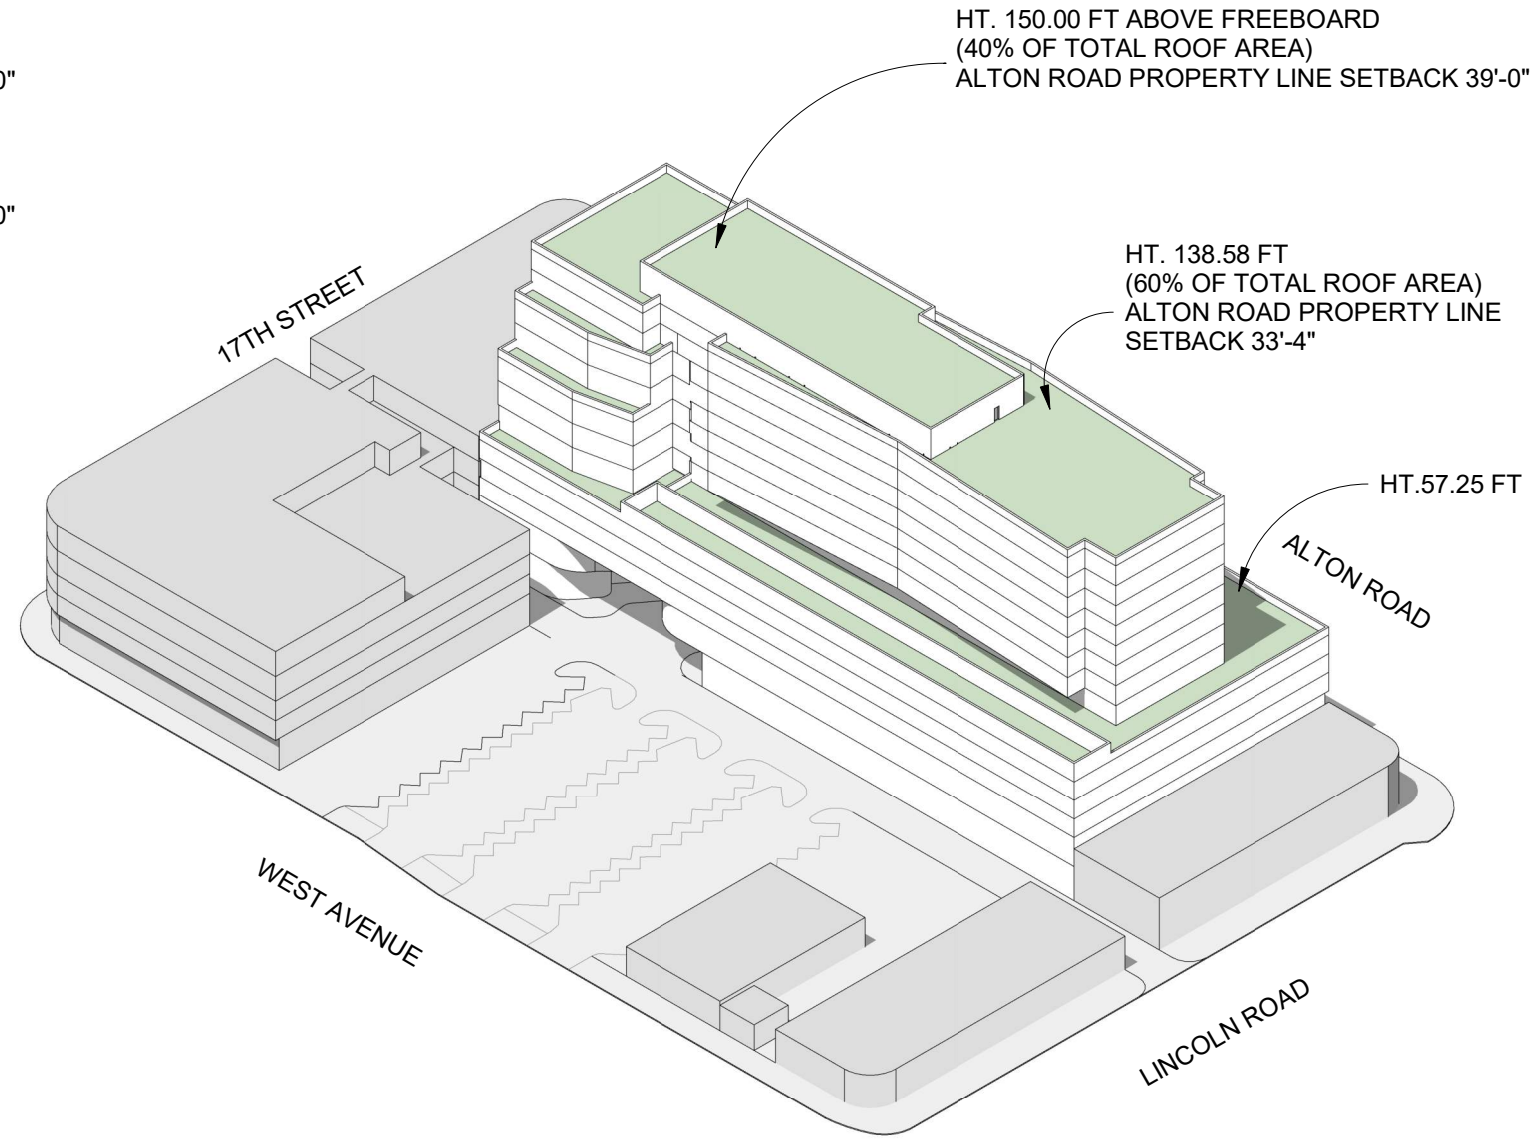 HT. 150.00 FT ABOVE FREEBOARD
(40% OF TOTAL ROOF AREA)
ALTON ROAD PROPERTY LINE SETBACK 39'-0"
0"
0"
HT. 138.58 FT
(60% OF TOTAL ROOF AREA)
ALTON ROAD PROPERTY LINE
SETBACK 33'-4"
17TH STREET
HT.57.25 FT
ALTON ROAD
WEST AVENUE
LINCOLN ROAD